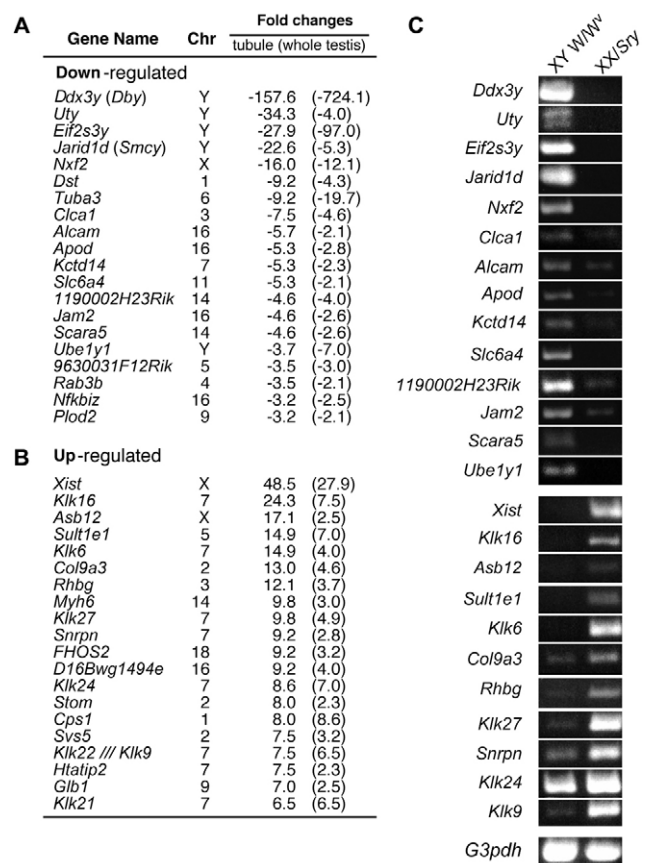 A
Gene Name Chr Fold changes
tubule (whole testis)
Down-regulated
Ddx3y (Dby) Y -157.6 (-724.1)
Uty Y -34.3 (-4.0)
Eif2s3y Y -27.9 (-97.0)
Jarid1d (Smcy) Y -22.6 (-5.3)
Nxf2 X -16.0 (-12.1)
Dst 1 -9.2 (-4.3)
Tuba3 6 -9.2 (-19.7)
Clca1 3 -7.5 (-4.6)
Alcam 16 -5.7 (-2.1)
Apod 16 -5.3 (-2.8)
Kctd14 7 -5.3 (-2.3)
Slc6a4 11 -5.3 (-2.1)
1190002H23Rik 14 -4.6 (-4.0)
Jam2 16 -4.6 (-2.6)
Scara5 14 -4.6 (-2.6)
Ube1y1 Y -3.7 (-7.0)
9630031F12Rik 5 -3.5 (-3.0)
Rab3b 4 -3.5 (-2.1)
Nfkbiz 16 -3.2 (-2.5)
Plod2 9 -3.2 (-2.1)
B
Up-regulated
Xist X 48.5 (27.9)
Klk16 7 24.3 (7.5)
Asb12 X 17.1 (2.5)
Sult1e1 5 14.9 (7.0)
Klk6 7 14.9 (4.0)
Col9a3 2 13.0 (4.6)
Rhbg 3 12.1 (3.7)
Myh6 14 9.8 (3.0)
Klk27 7 9.8 (4.9)
Snrpn 7 9.2 (2.8)
FHOS2 18 9.2 (3.2)
D16Bwg1494e 16 9.2 (4.0)
Klk24 7 8.6 (7.0)
Stom 2 8.0 (2.3)
Cps1 1 8.0 (8.6)
Svs5 2 7.5 (3.2)
Klk22 /// Klk9 7 7.5 (6.5)
Htatip2 7 7.5 (2.3)
Glb1 9 7.0 (2.5)
Klk21 7 6.5 (6.5)
C
XY W/Wᵛ XX/Sry
Ddx3y
Uty
Eif2s3y
Jarid1d
Nxf2
Clca1
Alcam
Apod
Kctd14
Slc6a4
1190002H23Rik
Jam2
Scara5
Ube1y1
Xist
Klk16
Asb12
Sult1e1
Klk6
Col9a3
Rhbg
Klk27
Snrpn
Klk24
Klk9
G3pdh